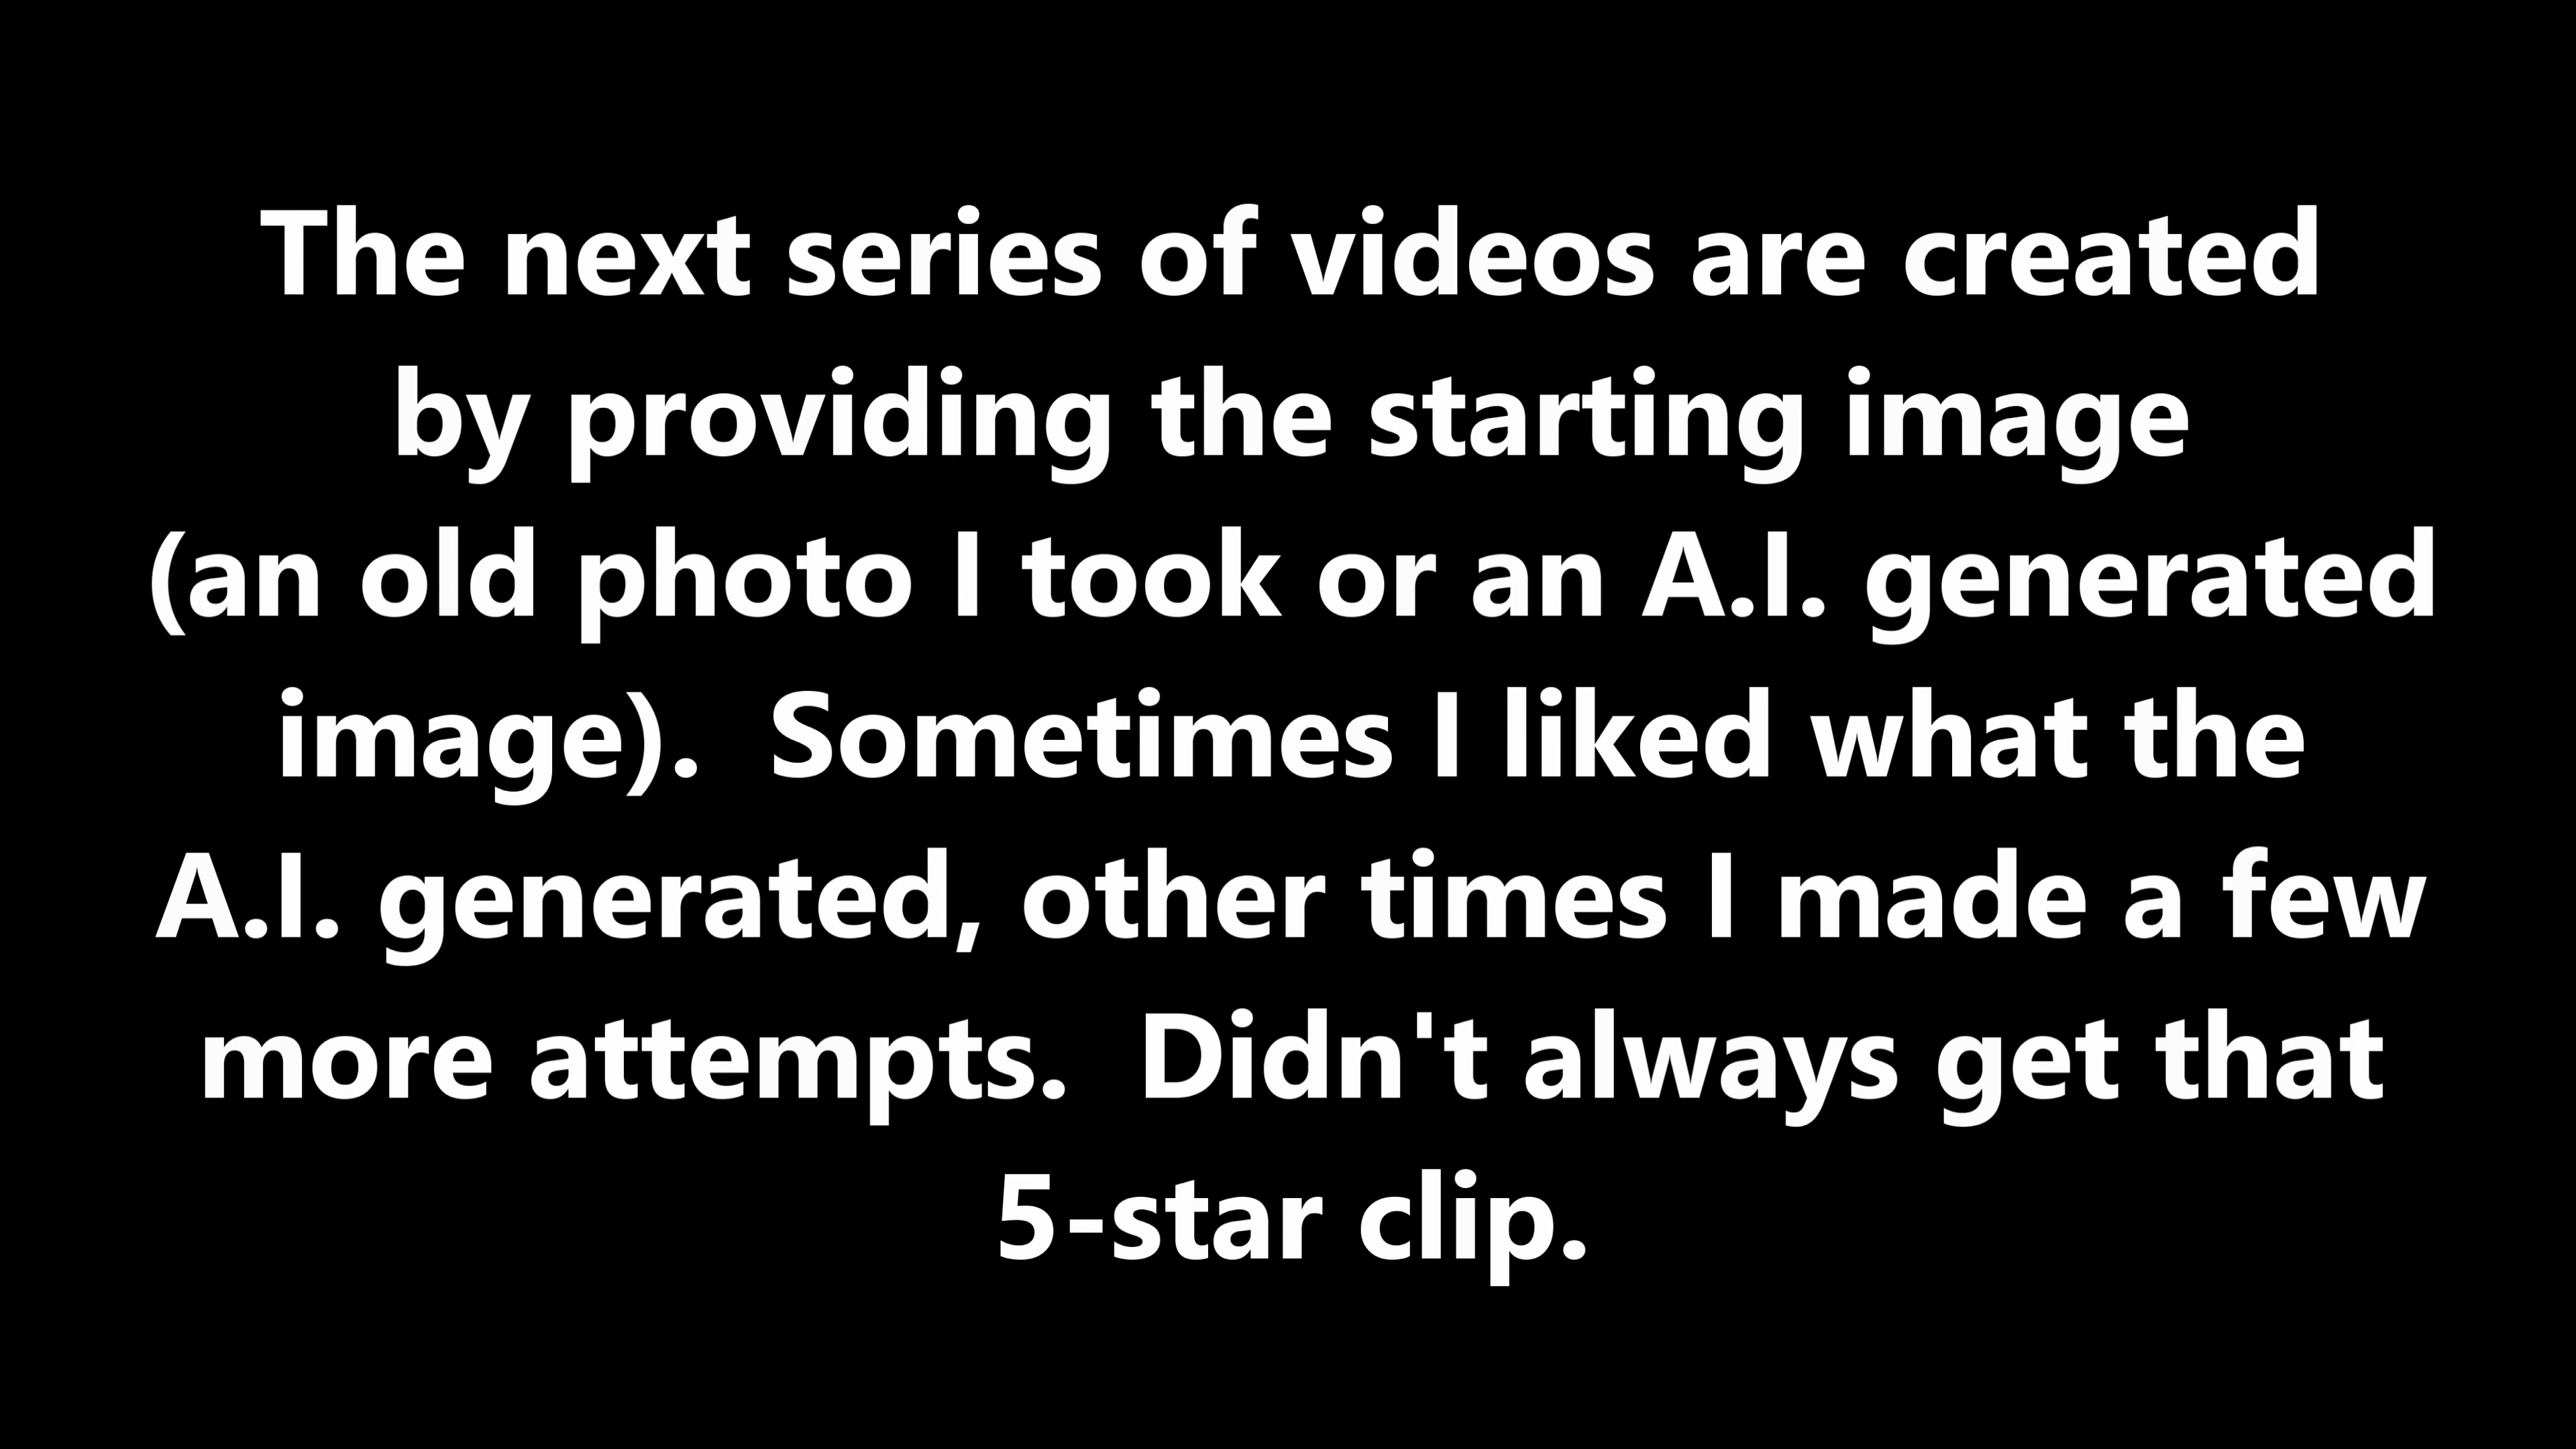 The next series of videos are created
by providing the starting image
(an old photo I took or an A.I. generated
image).  Sometimes I liked what the
A.I. generated, other times I made a few
more attempts.  Didn't always get that
5-star clip.